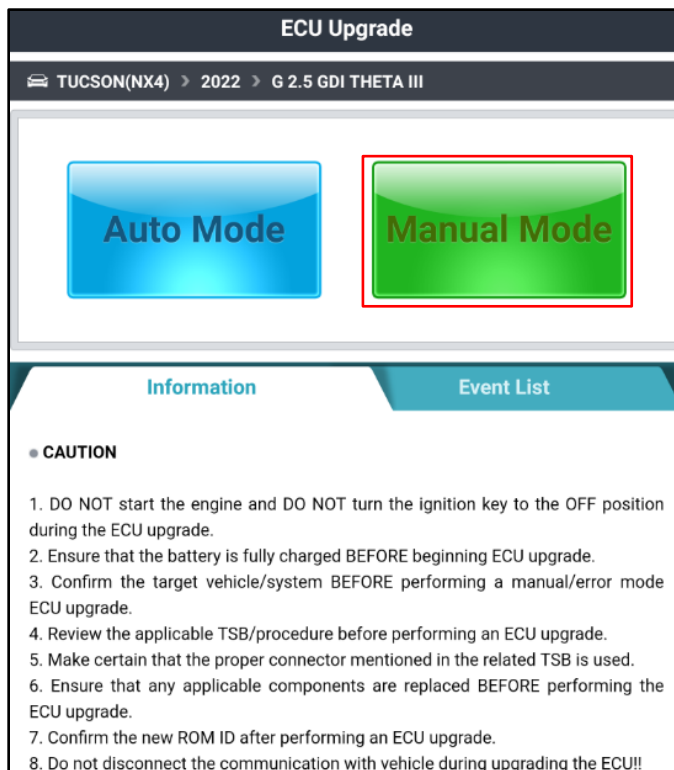 ECU Upgrade
TUCSON(NX4) > 2022 > G 2.5 GDI THETA III
Auto Mode
Manual Mode
Information
Event List
CAUTION
1. DO NOT start the engine and DO NOT turn the ignition key to the OFF position
during the ECU upgrade.
2. Ensure that the battery is fully charged BEFORE beginning ECU upgrade.
3. Confirm the target vehicle/system BEFORE performing a manual/error mode
ECU upgrade.
4. Review the applicable TSB/procedure before performing an ECU upgrade.
5. Make certain that the proper connector mentioned in the related TSB is used.
6. Ensure that any applicable components are replaced BEFORE performing the
ECU upgrade.
7. Confirm the new ROM ID after performing an ECU upgrade.
8. Do not disconnect the communication with vehicle during upgrading the ECU!!